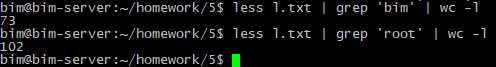 bim@bim-server:~/homework/5$ less l.txt | grep 'bim' | wc -l
73
bim@bim-server:~/homework/5$ less l.txt | grep 'root' | wc -l
102
bim@bim-server:~/homework/5$